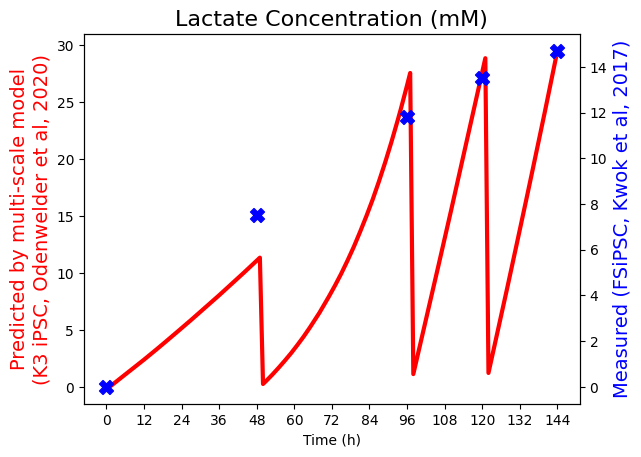 Lactate Concentration (mM)
Predicted by multi-scale model
(K3 iPSC, Odenwelder et al, 2020)
30
25
20
15
10
5
0
14
12
10
8
6
4
2
0
Measured (FSiPSC, Kwok et al, 2017)
0 12 24 36 48 60 72 84 96 108 120 132 144
Time (h)